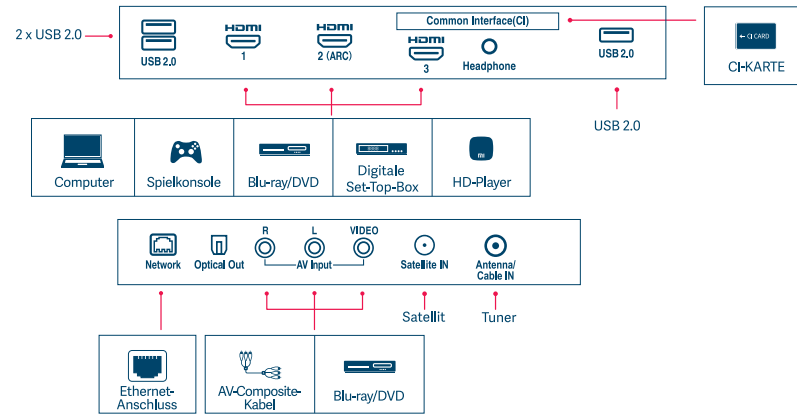 Common Interface(CI)
2 x USB 2.0
USB 2.0
HDMI
1
HDMI
2 (ARC)
HDMI
3
Headphone
USB 2.0
← CI CARD
CI-KARTE
USB 2.0
Computer
Spielkonsole
Blu-ray/DVD
Digitale
Set-Top-Box
m
HD-Player
Network
Optical Out
R
L
VIDEO
AV Input
Satellite IN
Antenna/
Cable IN
Satellit
Tuner
Ethernet-
Anschluss
AV-Composite-
Kabel
Blu-ray/DVD